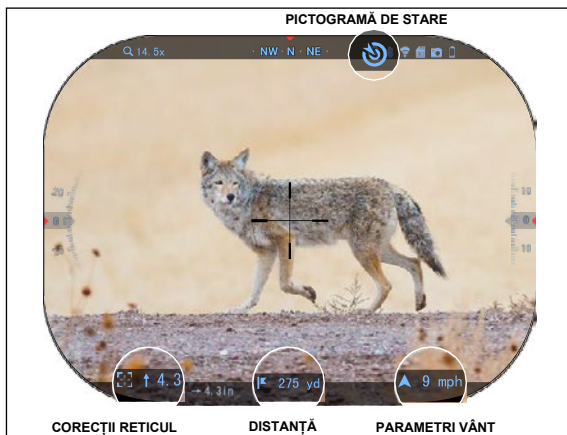 PICTOGRAMĂ DE STARE
14.5x · NW · N · NE ·
20 10
0 0
10 10
↑ 4.3 →4.3in 275 yd 9 mph
CORECȚII RETICUL DISTANȚĂ PARAMETRI VÂNT